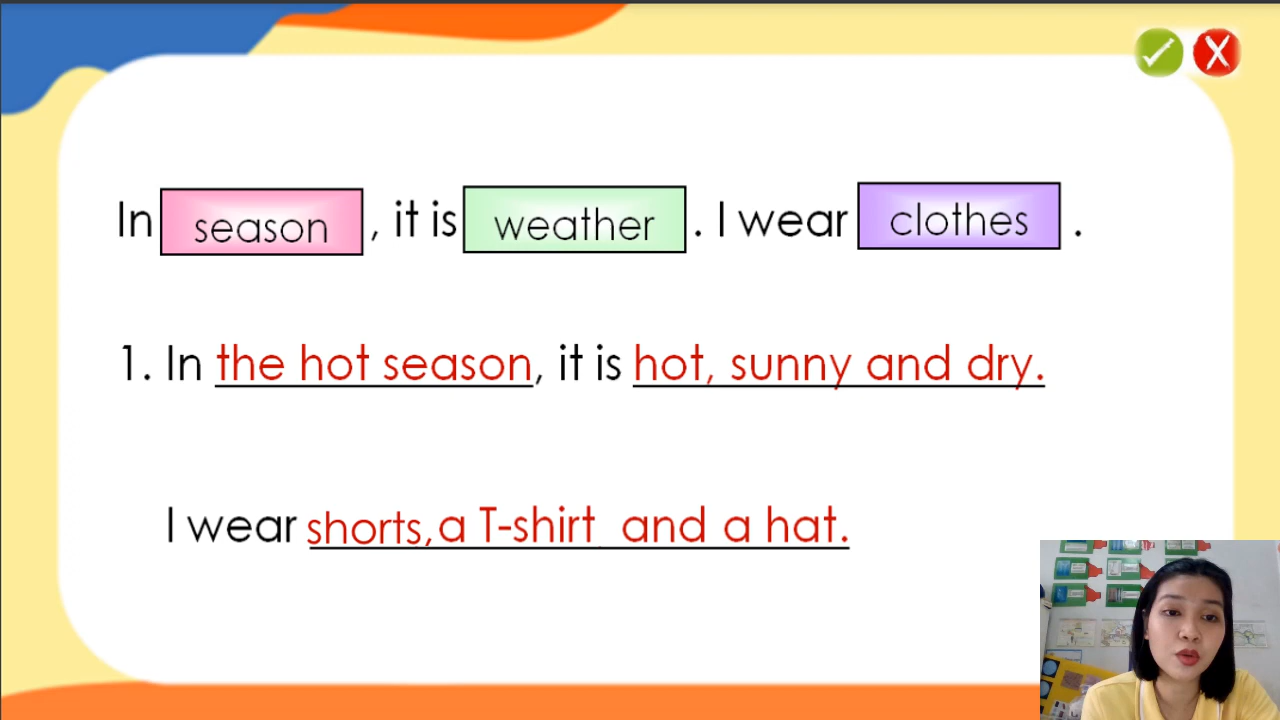 In season , it is weather . I wear clothes .
1. In the hot season, it is hot, sunny and dry.
I wear shorts, a T-shirt and a hat.